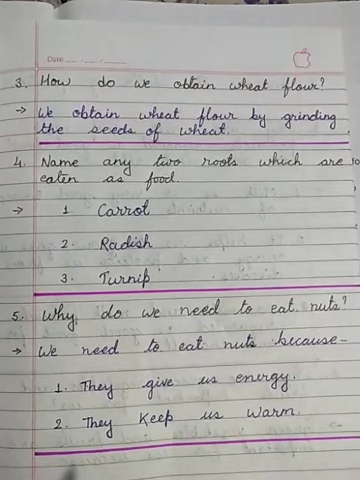 Date
3. How do we obtain wheat flour?
→ We obtain wheat flour by grinding
the seeds of wheat.
4. Name any two roots which are
eaten as food.
→ 1 Carrot
2. Radish
3. Turnip
5. Why do we need to eat nuts?
→ We need to eat nuts because-
1. They give us energy.
2. They Keep us warm.